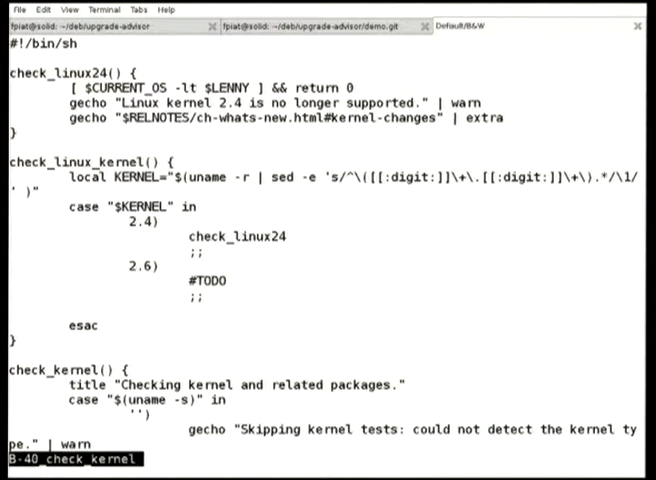 File Edit View Terminal Tabs Help
fpiat@solid: ~/deb/upgrade-advisor fpiat@solid: ~/deb/upgrade-advisor/demo.git Default/B&W
#!/bin/sh
check_linux24() {
[ $CURRENT_OS -lt $LENNY ] && return 0
gecho "Linux kernel 2.4 is no longer supported." | warn
gecho "$RELNOTES/ch-whats-new.html#kernel-changes" | extra
}
check_linux_kernel() {
local KERNEL="$(uname -r | sed -e 's/^\([[:digit:]]\+\.[[:digit:]]\+\).*/\1/
' )"
case "$KERNEL" in
2.4)
check_linux24
;;
2.6)
#TODO
;;
esac
}
check_kernel() {
title "Checking kernel and related packages."
case "$(uname -s)" in
'')
gecho "Skipping kernel tests: could not detect the kernel ty
pe." | warn
B-40_check_kernel